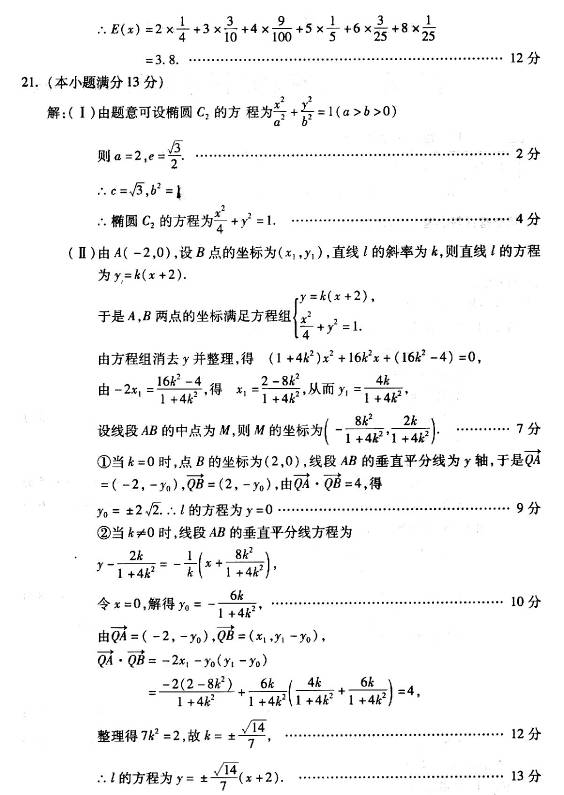 ∴ E(x) = 2 × 1/4 + 3 × 3/10 + 4 × 9/100 + 5 × 1/5 + 6 × 3/25 + 8 × 1/25
= 3.8. …………………………………………………… 12 分
21. (本小题满分 13 分)
解:(Ⅰ)由题意可设椭圆 C₂ 的方 程为 x²/a² + y²/b² = 1(a > b > 0)
则 a = 2, e = √3/2. …………………………………………………… 2 分
∴ c = √3, b² = 1
∴ 椭圆 C₂ 的方程为 x²/4 + y² = 1. …………………………………… 4 分
(Ⅱ)由 A( - 2,0),设 B 点的坐标为(x₁,y₁),直线 l 的斜率为 k,则直线 l 的方程
为 y = k(x + 2).
于是 A,B 两点的坐标满足方程组{ y = k(x + 2),
x²/4 + y² = 1.
由方程组消去 y 并整理,得 (1 + 4k²)x² + 16k²x + (16k² - 4) = 0,
由 - 2x₁ = (16k² - 4)/(1 + 4k²),得 x₁ = (2 - 8k²)/(1 + 4k²),从而 y₁ = 4k/(1 + 4k²),
设线段 AB 的中点为 M,则 M 的坐标为( - 8k²/(1 + 4k²), 2k/(1 + 4k²)). ………… 7 分
①当 k = 0 时,点 B 的坐标为(2,0),线段 AB 的垂直平分线为 y 轴,于是 \overrightarrow{QA}
= ( - 2, - y₀), \overrightarrow{QB} = (2, - y₀),由 \overrightarrow{QA} · \overrightarrow{QB} = 4,得
y₀ = ± 2√2. ∴ l 的方程为 y = 0 …………………………………… 9 分
②当 k ≠ 0 时,线段 AB 的垂直平分线方程为
y - 2k/(1 + 4k²) = - 1/k (x + 8k²/(1 + 4k²)),
令 x = 0,解得 y₀ = - 6k/(1 + 4k²), …………………………………… 10 分
由 \overrightarrow{QA} = ( - 2, - y₀), \overrightarrow{QB} = (x₁,y₁ - y₀),
\overrightarrow{QA} · \overrightarrow{QB} = - 2x₁ - y₀(y₁ - y₀)
= - 2(2 - 8k²)/(1 + 4k²) + 6k/(1 + 4k²) (4k/(1 + 4k²) + 6k/(1 + 4k²)) = 4,
整理得 7k² = 2,故 k = ± √14/7, …………………………………… 12 分
∴ l 的方程为 y = ± √14/7 (x + 2). …………………………………… 13 分